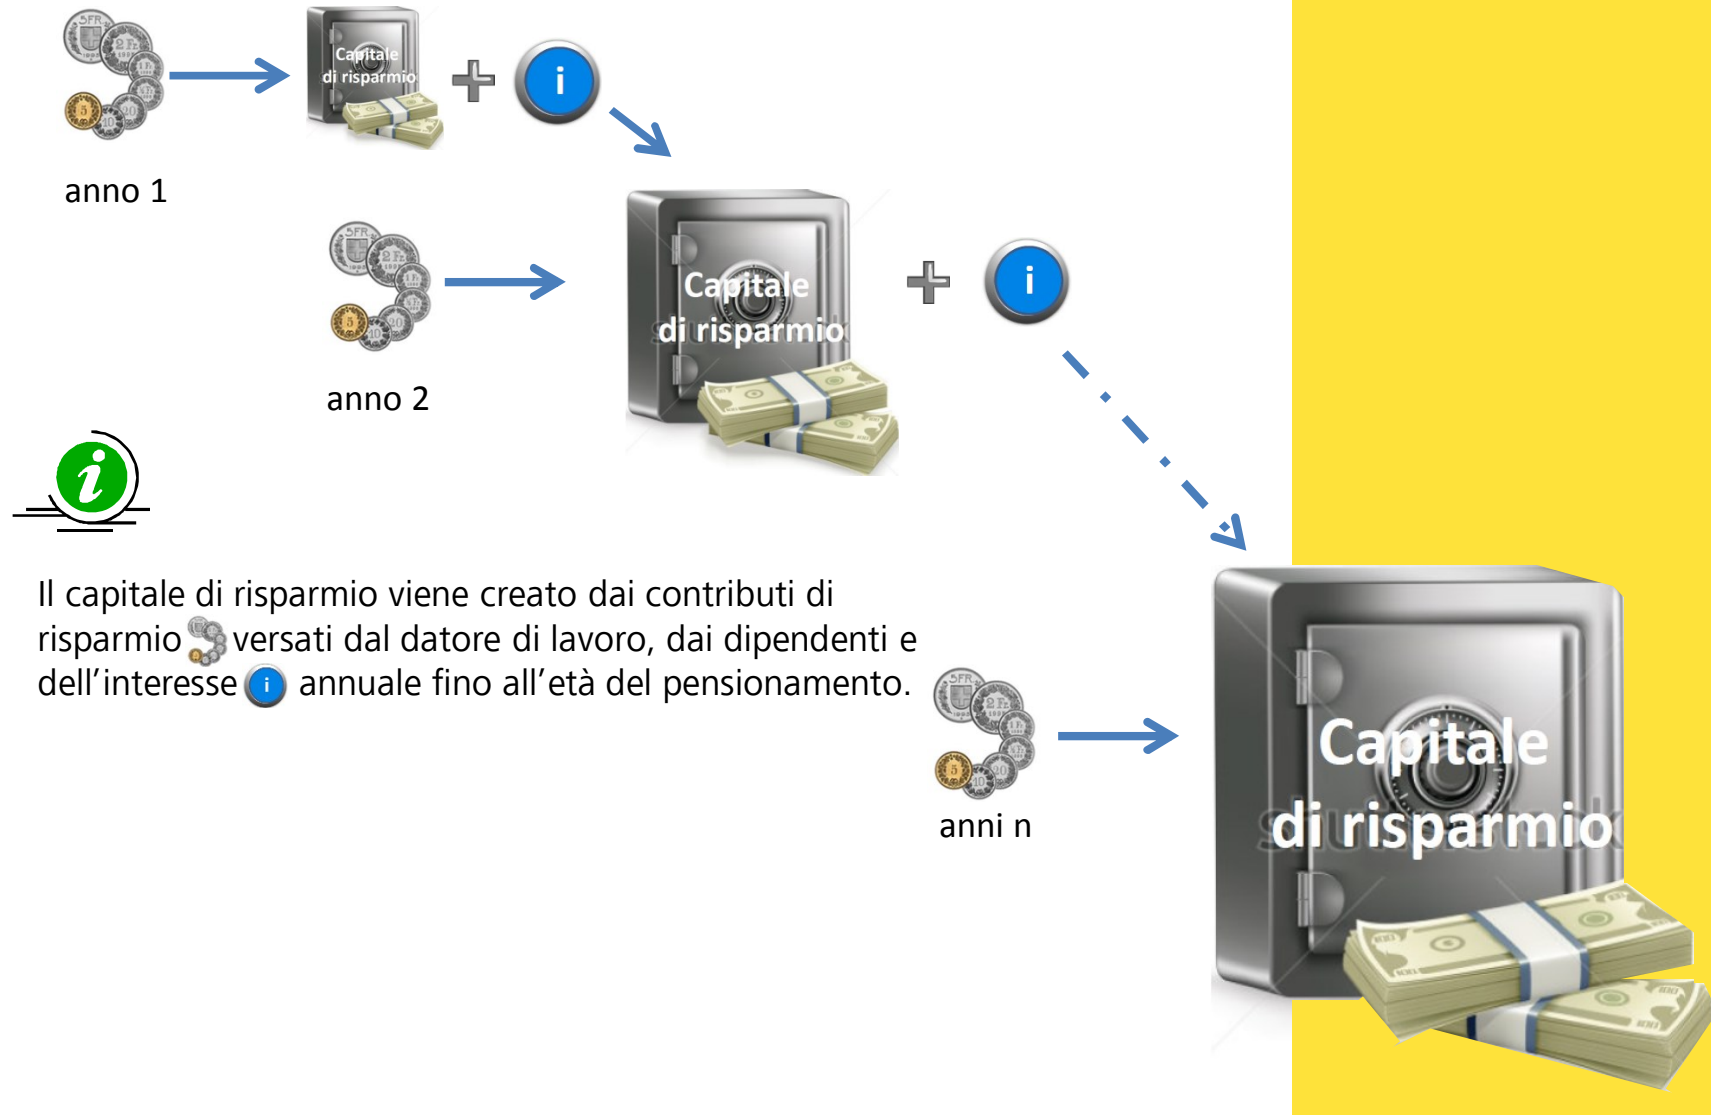 Capitale
di risparmio
i
anno 1
Capitale
di risparmio
i
anno 2
i
Il capitale di risparmio viene creato dai contributi di
risparmio versati dal datore di lavoro, dai dipendenti e
dell’interesse i annuale fino all’età del pensionamento.
anni n
Capitale
di risparmio